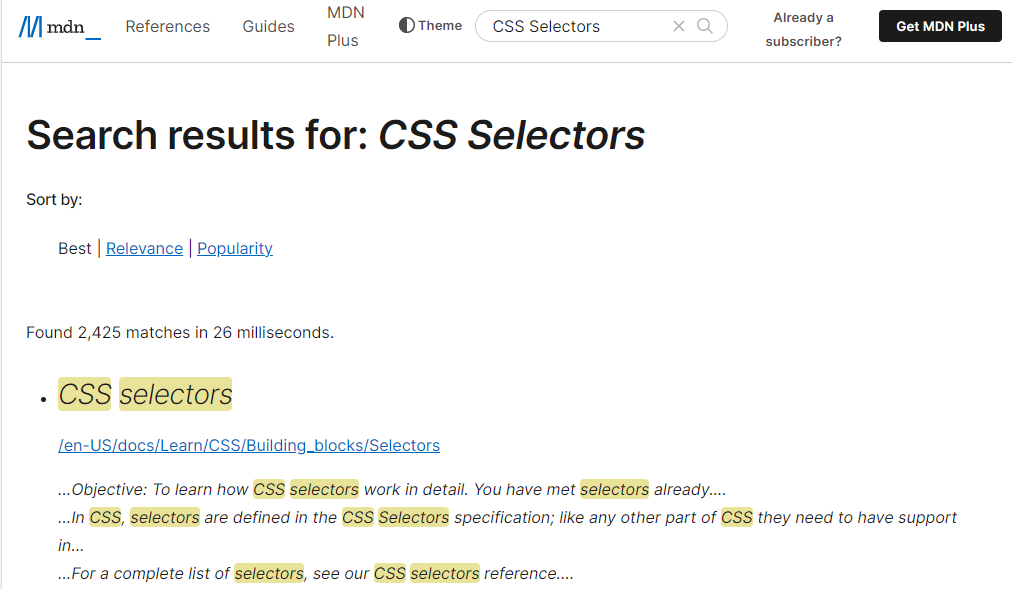 mdn_ References Guides MDN Plus Theme CSS Selectors Already a subscriber? Get MDN Plus
Search results for: CSS Selectors
Sort by:
Best | Relevance | Popularity
Found 2,425 matches in 26 milliseconds.
• CSS selectors
/en-US/docs/Learn/CSS/Building_blocks/Selectors
...Objective: To learn how CSS selectors work in detail. You have met selectors already....
...In CSS, selectors are defined in the CSS Selectors specification; like any other part of CSS they need to have support
in...
...For a complete list of selectors, see our CSS selectors reference....